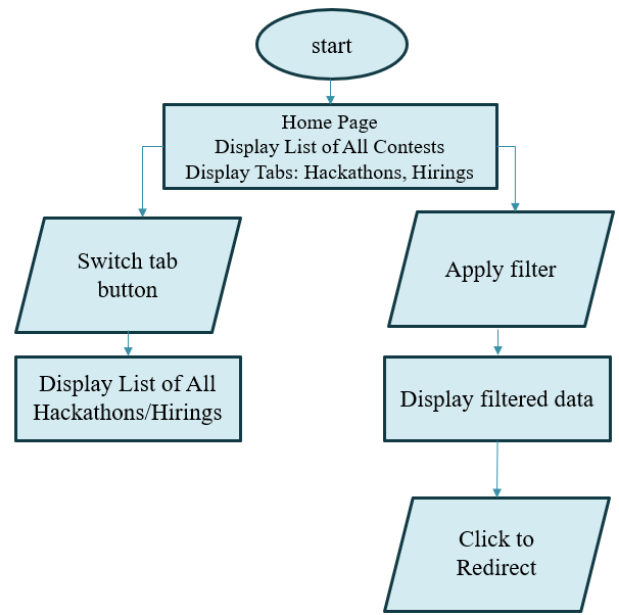 start
Home Page
Display List of All Contests
Display Tabs: Hackathons, Hirings
Switch tab
button
Apply filter
Display List of All
Hackathons/Hirings
Display filtered data
Click to
Redirect